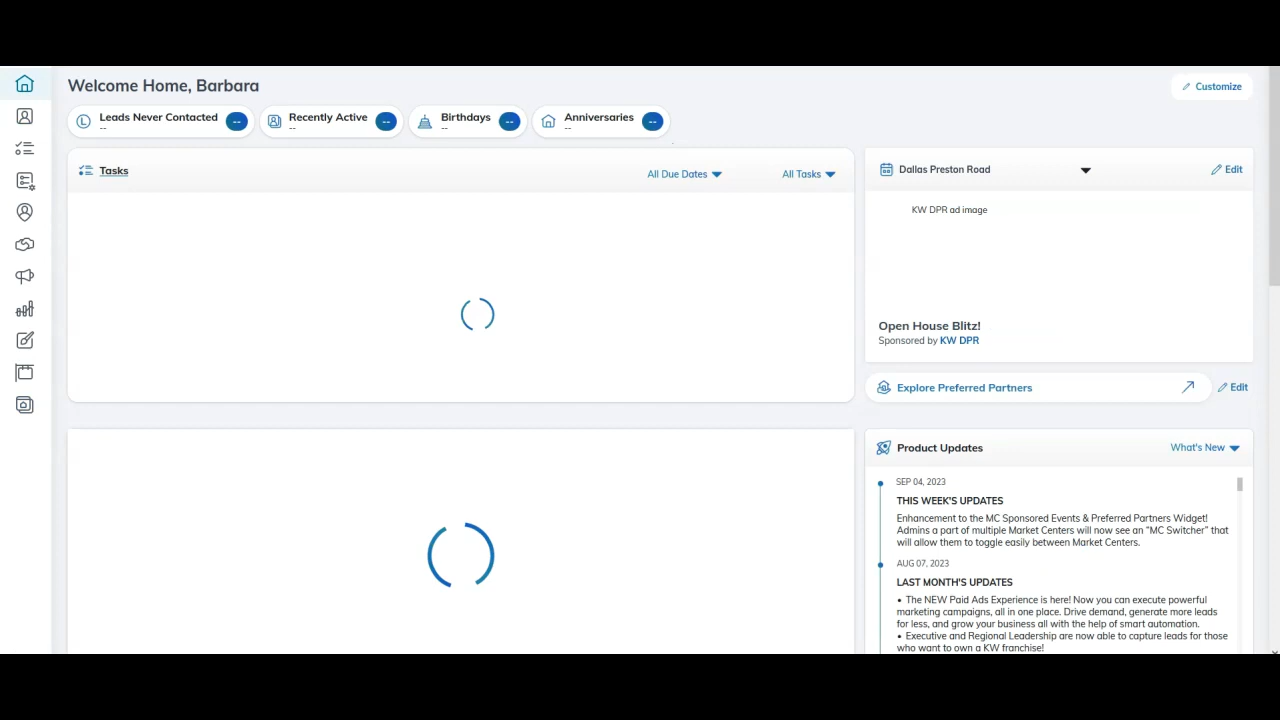 Welcome Home, Barbara
Customize
L Leads Never Contacted --
--
Recently Active --
--
Birthdays --
--
Anniversaries --
--
Tasks
All Due Dates
All Tasks
Dallas Preston Road
Edit
KW DPR ad image
Open House Blitz!
Sponsored by KW DPR
Explore Preferred Partners
Edit
Product Updates
What's New
SEP 04, 2023
THIS WEEK'S UPDATES
Enhancement to the MC Sponsored Events & Preferred Partners Widget!
Admins a part of multiple Market Centers will now see an “MC Switcher” that
will allow them to toggle easily between Market Centers.
AUG 07, 2023
LAST MONTH'S UPDATES
• The NEW Paid Ads Experience is here! Now you can execute powerful
marketing campaigns, all in one place. Drive demand, generate more leads
for less, and grow your business all with the help of smart automation.
• Executive and Regional Leadership are now able to capture leads for those
who want to own a KW franchise!